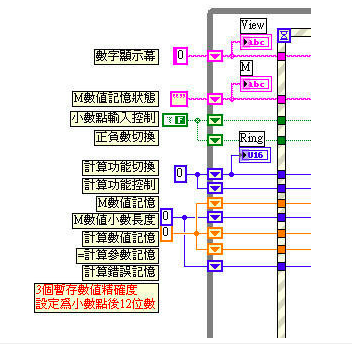 View
數字顯示幕
0
abc
M
abc
M數值記憶狀態
""
小數點輸入控制
F
正負數切換
Ring
U16
計算功能切換
0
計算功能控制
M數值記憶
M數值小數長度
0
計算數值記憶
0
=計算參數記憶
計算錯誤記憶
3個暫存數值精確度
設定為小數點後12位數